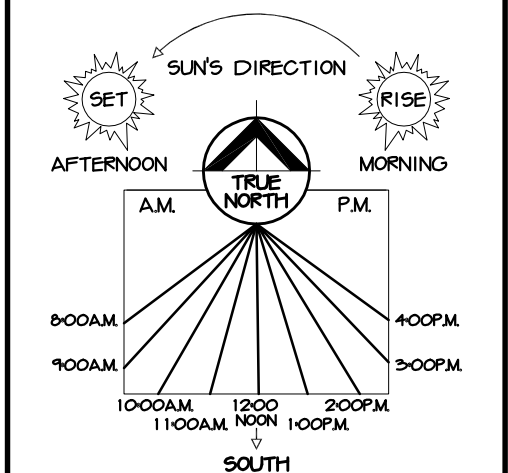 SUN'S DIRECTION
SET
RISE
AFTERNOON
MORNING
TRUE
NORTH
A.M.
P.M.
8:00A.M.
4:00P.M.
9:00A.M.
3:00P.M.
10:00A.M.
12:00
NOON
2:00P.M.
11:00A.M.
1:00P.M.
SOUTH